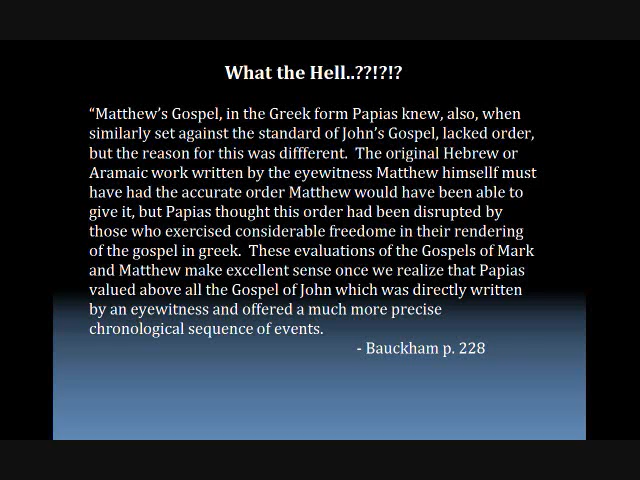 What the Hell..??!?!?
“Matthew’s Gospel, in the Greek form Papias knew, also, when
similarly set against the standard of John’s Gospel, lacked order,
but the reason for this was diffferent.  The original Hebrew or
Aramaic work written by the eyewitness Matthew himsellf must
have had the accurate order Matthew would have been able to
give it, but Papias thought this order had been disrupted by
those who exercised considerable freedome in their rendering
of the gospel in greek.  These evaluations of the Gospels of Mark
and Matthew make excellent sense once we realize that Papias
valued above all the Gospel of John which was directly written
by an eyewitness and offered a much more precise
chronological sequence of events.
- Bauckham p. 228